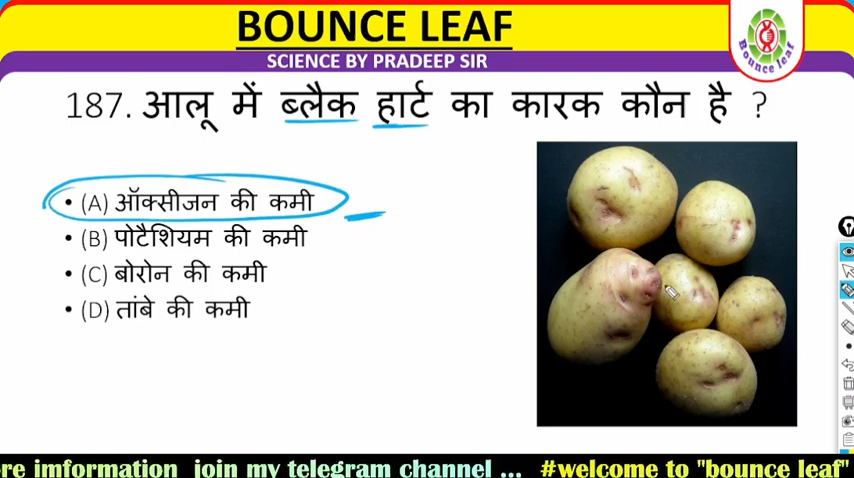 BOUNCE LEAF
SCIENCE BY PRADEEP SIR
Bounce leaf
187. आलू में ब्लैक हार्ट का कारक कौन है ?
• (A) ऑक्सीजन की कमी
• (B) पोटैशियम की कमी
• (C) बोरोन की कमी
• (D) तांबे की कमी
re imformation join my telegram channel ... #welcome to "bounce leaf"